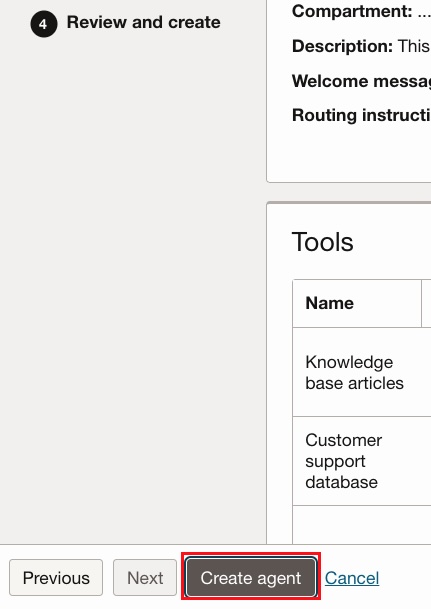 4 Review and create
Compartment: ...
Description: This
Welcome messag
Routing instructi
Tools
Name
Knowledge
base articles
Customer
support
database
Previous Next Create agent Cancel